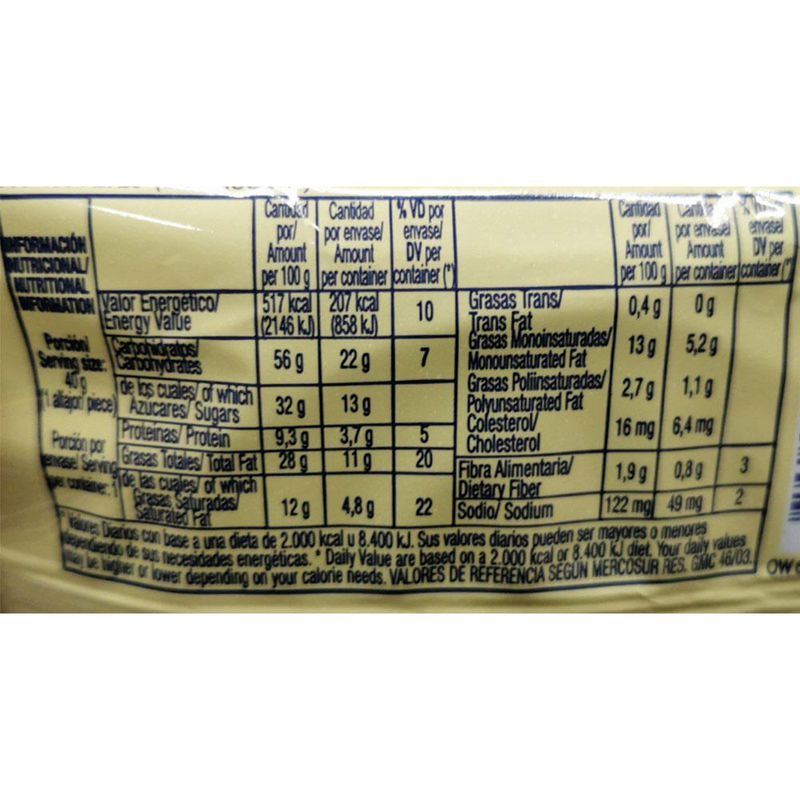 INFORMACIÓN
NUTRICIONAL/
NUTRITIONAL
INFORMATION
Porción/
Serving size:
40 g
(1 alfajor/ piece)
Porción por
envase/ Serving
per container: 1
Cantidad por/ Amount per 100 g
Cantidad por envase/ Amount per container
% VD por envase/ DV per container (*)
Valor Energético/ Energy Value 517 kcal (2146 kJ) 207 kcal (858 kJ) 10
Carbohidratos/ Carbohydrates 56 g 22 g 7
de los cuales/ of which Azúcares/ Sugars 32 g 13 g
Proteínas/ Protein 9,3 g 3,7 g 5
Grasas Totales/ Total Fat 28 g 11 g 20
de las cuales/ of which Grasas Saturadas/ Saturated Fat 12 g 4,8 g 22
Cantidad por/ Amount per 100 g
Cantidad por envase/ Amount per container
% VD por envase/ DV per container (*)
Grasas Trans/ Trans Fat 0,4 g 0 g
Grasas Monoinsaturadas/ Monounsaturated Fat 13 g 5,2 g
Grasas Poliinsaturadas/ Polyunsaturated Fat 2,7 g 1,1 g
Colesterol/ Cholesterol 16 mg 6,4 mg
Fibra Alimentaria/ Dietary Fiber 1,9 g 0,8 g 3
Sodio/ Sodium 122 mg 49 mg 2
* Valores Diarios con base a una dieta de 2.000 kcal u 8.400 kJ. Sus valores diarios pueden ser mayores o menores
dependiendo de sus necesidades energéticas. * Daily Value are based on a 2.000 kcal or 8.400 kJ diet. Your daily values
may be higher or lower depending on your calorie needs. VALORES DE REFERENCIA SEGÚN MERCOSUR RES. GMC 46/03.